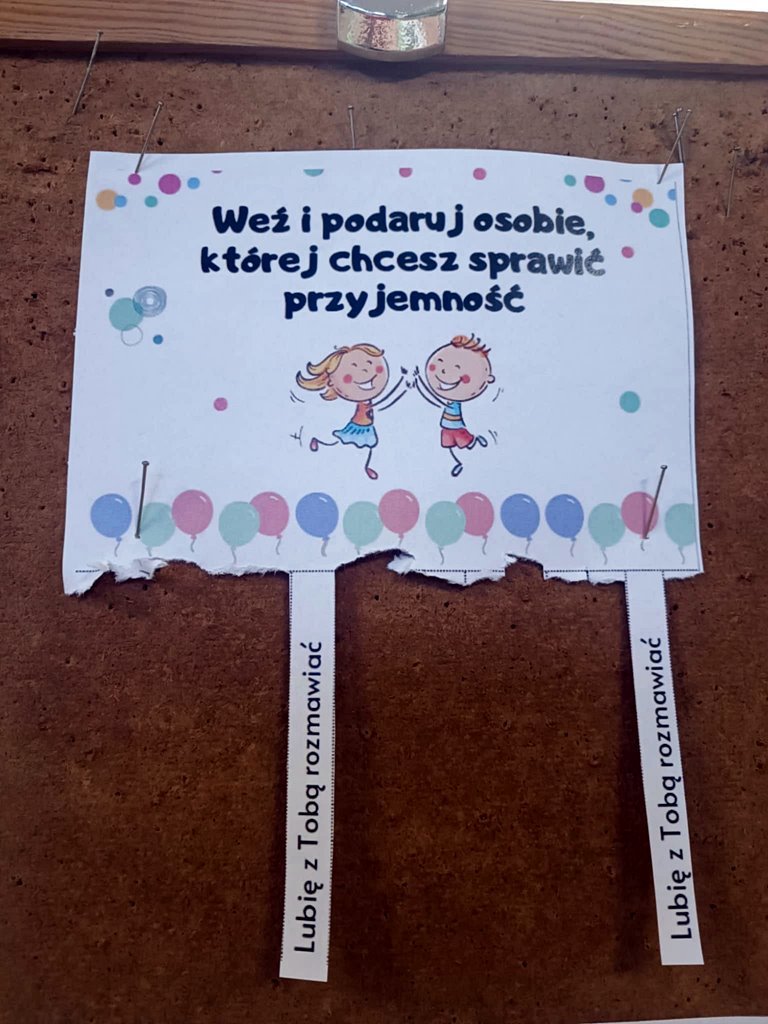 Weź i podaruj osobie,
której chcesz sprawić
przyjemność
Lubię z Tobą rozmawiać
Lubię z Tobą rozmawiać